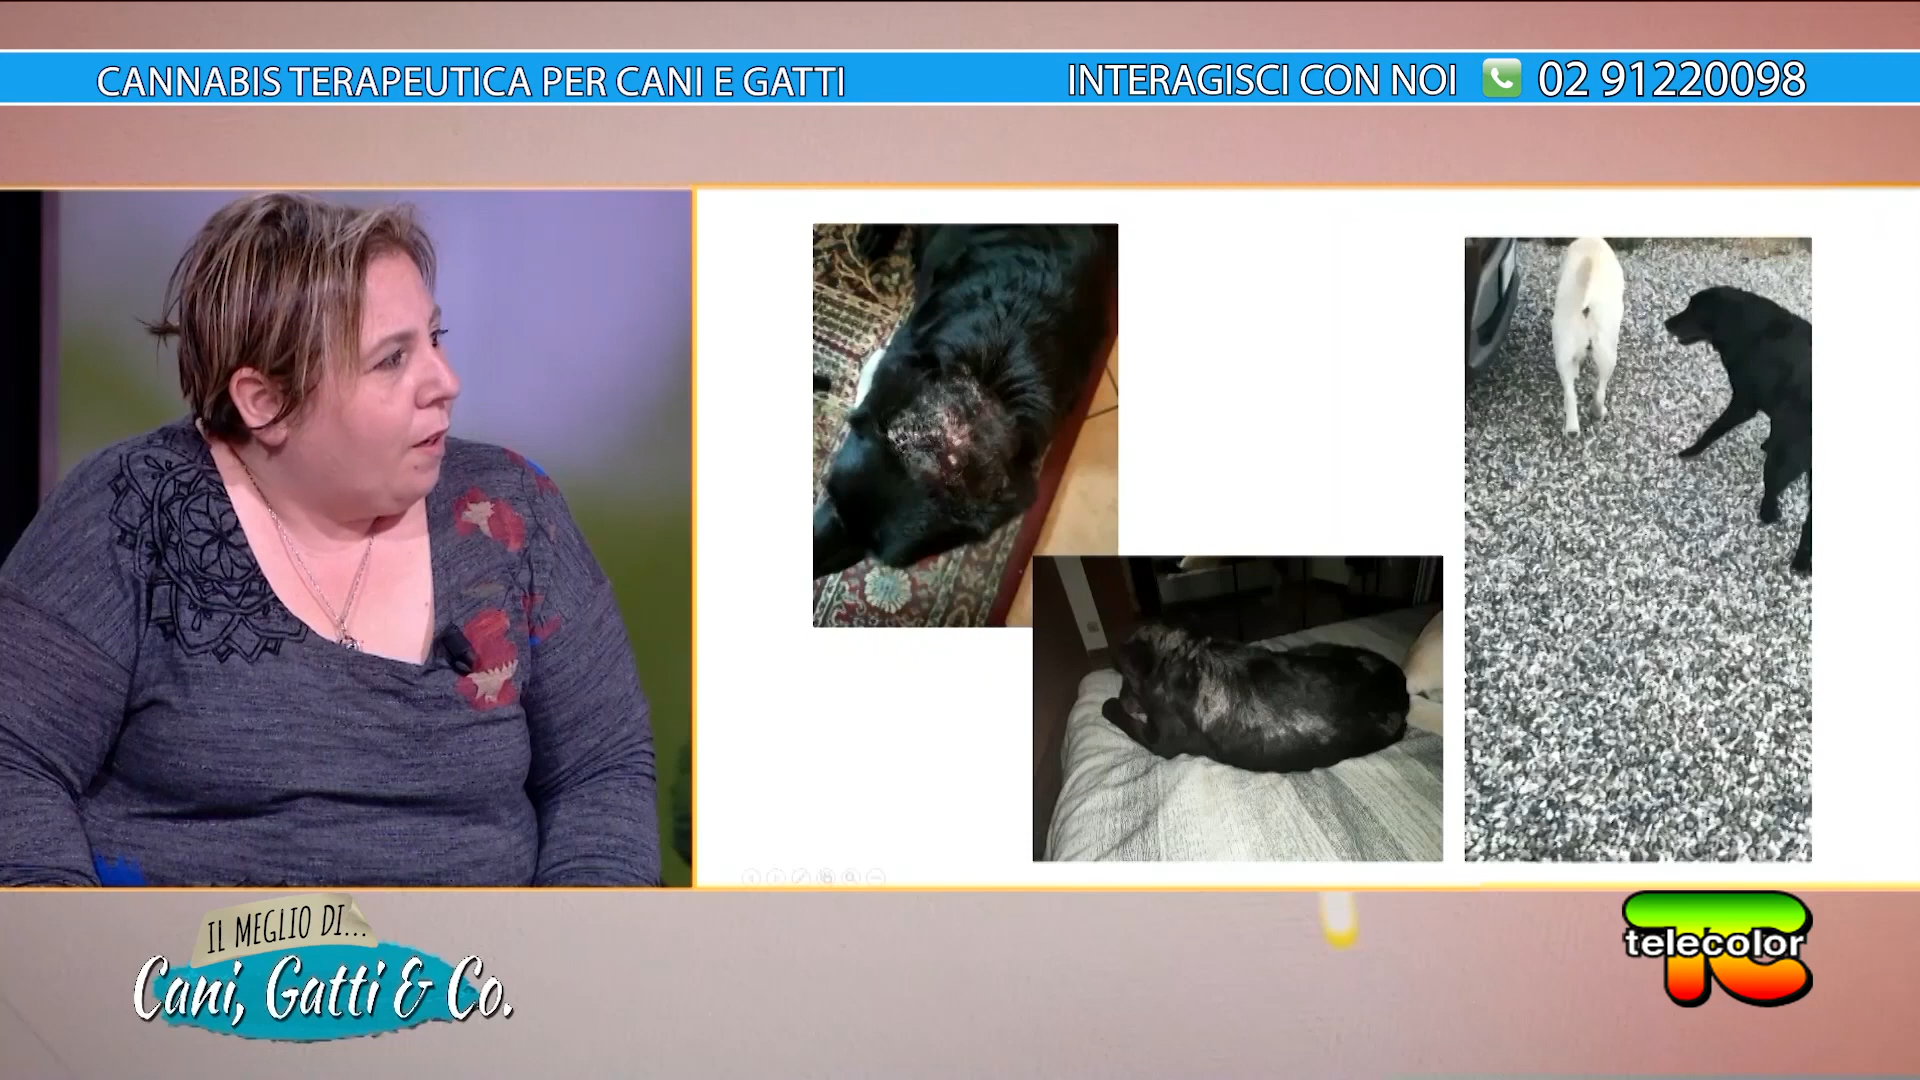 CANNABIS TERAPEUTICA PER CANI E GATTI
INTERAGISCI CON NOI 02 91220098
IL MEGLIO DI...
Cani, Gatti & Co.
telecolor